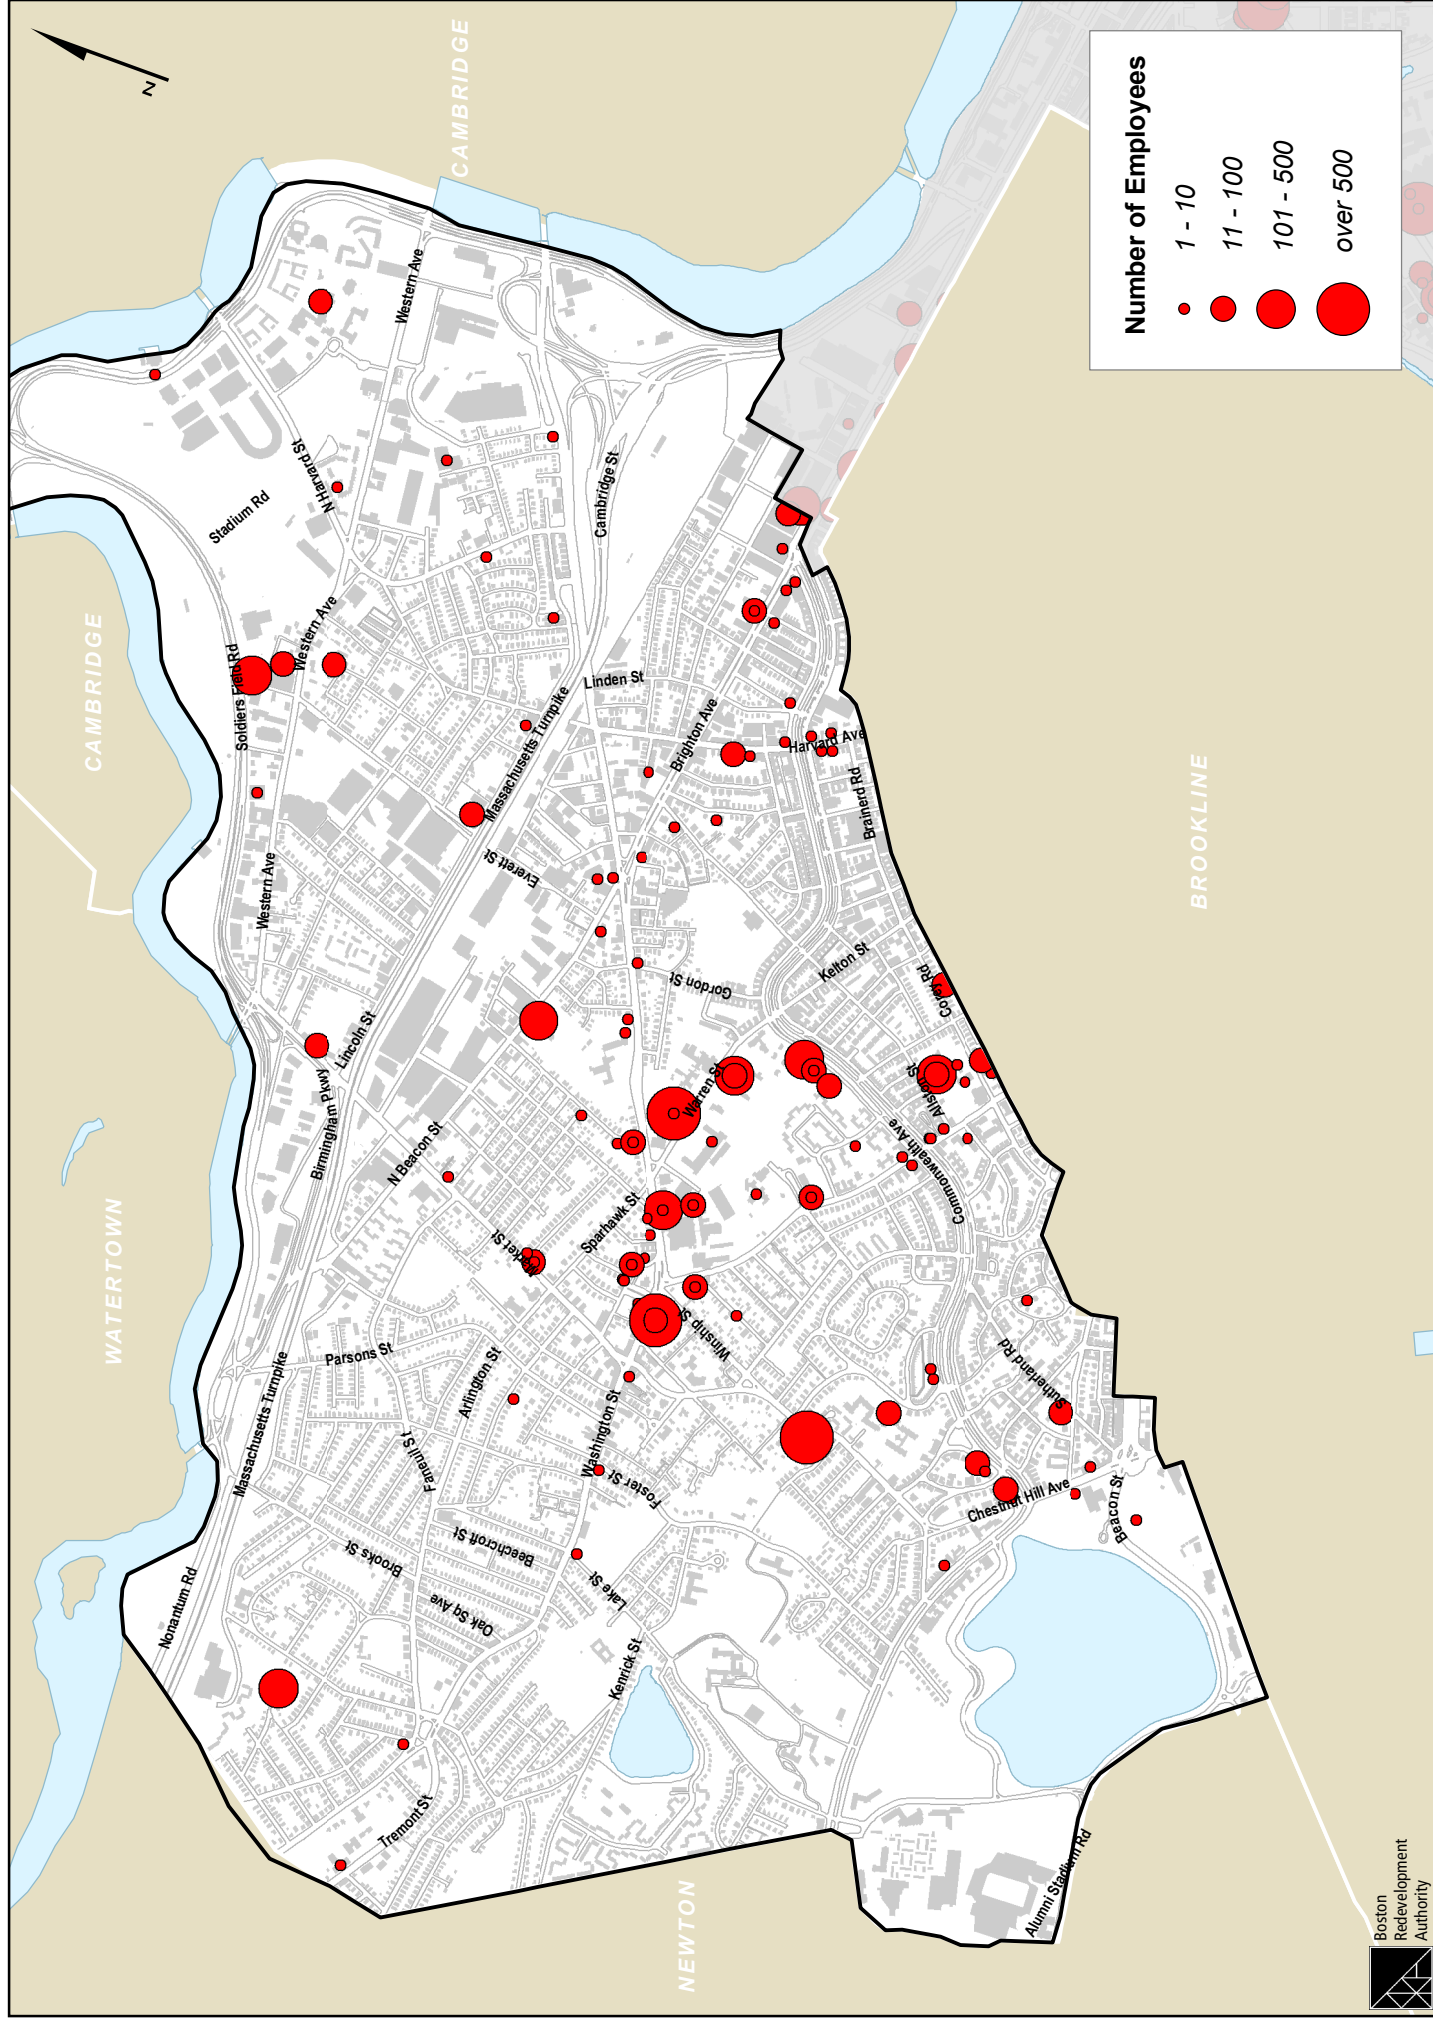 CAMBRIDGE
CAMBRIDGE
WATERTOWN
NEWTON
BROOKLINE
N
Number of Employees
1 - 10
11 - 100
101 - 500
over 500
Western Ave
N Harvard St
Stadium Rd
Cambridge St
Western Ave
Soldiers Field Rd
Linden St
Massachusetts Turnpike
Brighton Ave
Harvard Ave
Brainerd Rd
Everett St
Western Ave
Kelton St
Gordon St
Corey Rd
Lincoln St
Birmingham Pkwy
N Beacon St
Warren St
Allston St
Commonwealth Ave
Sparhawk St
Market St
Winship St
Parsons St
Arlington St
Massachusetts Turnpike
Faneuil St
Washington St
Foster St
Sutherland Rd
Chestnut Hill Ave
Beacon St
Brooks St
Beechcroft St
Oak Sq Ave
Lake St
Kenrick St
Nonantum Rd
Tremont St
Alumni Stadium Rd
Boston
Redevelopment
Authority